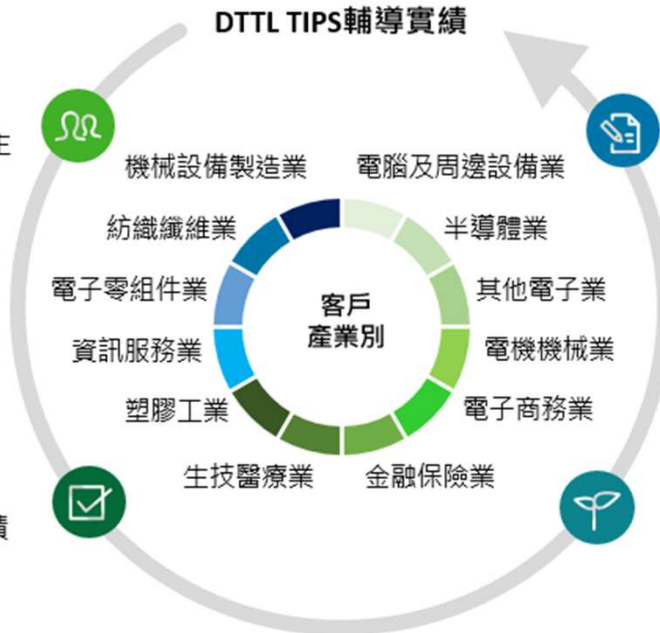 DTTL TIPS輔導實績
機械設備製造業
電腦及周邊設備業
紡織纖維業
半導體業
電子零組件業
其他電子業
客戶
產業別
資訊服務業
電機機械業
塑膠工業
電子商務業
生技醫療業
金融保險業